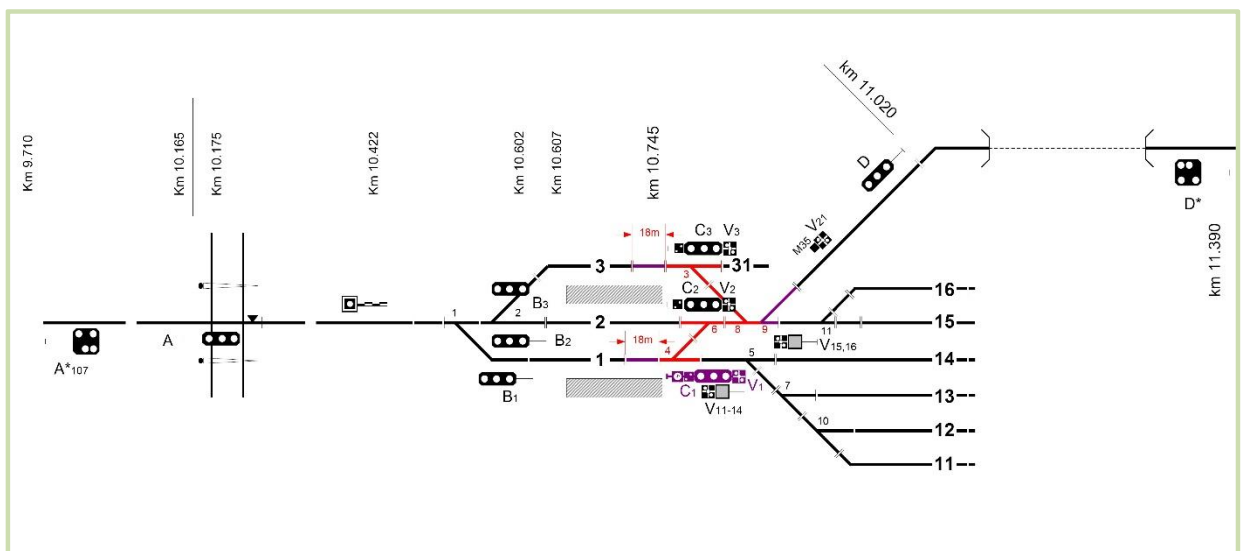 Km 9.710
Km 10.165
Km 10.175
Km 10.422
Km 10.602
Km 10.607
km 10.745
km 11.020
km 11.390
D
D*
M35
V21
18m
C3
V3
3
31
3
B3
C2
V2
16
1
2
2
6
8
9
11
15
A*107
A
B2
18m
V15,16
4
1
5
14
B1
C1
V1
V11-14
7
13
10
12
11